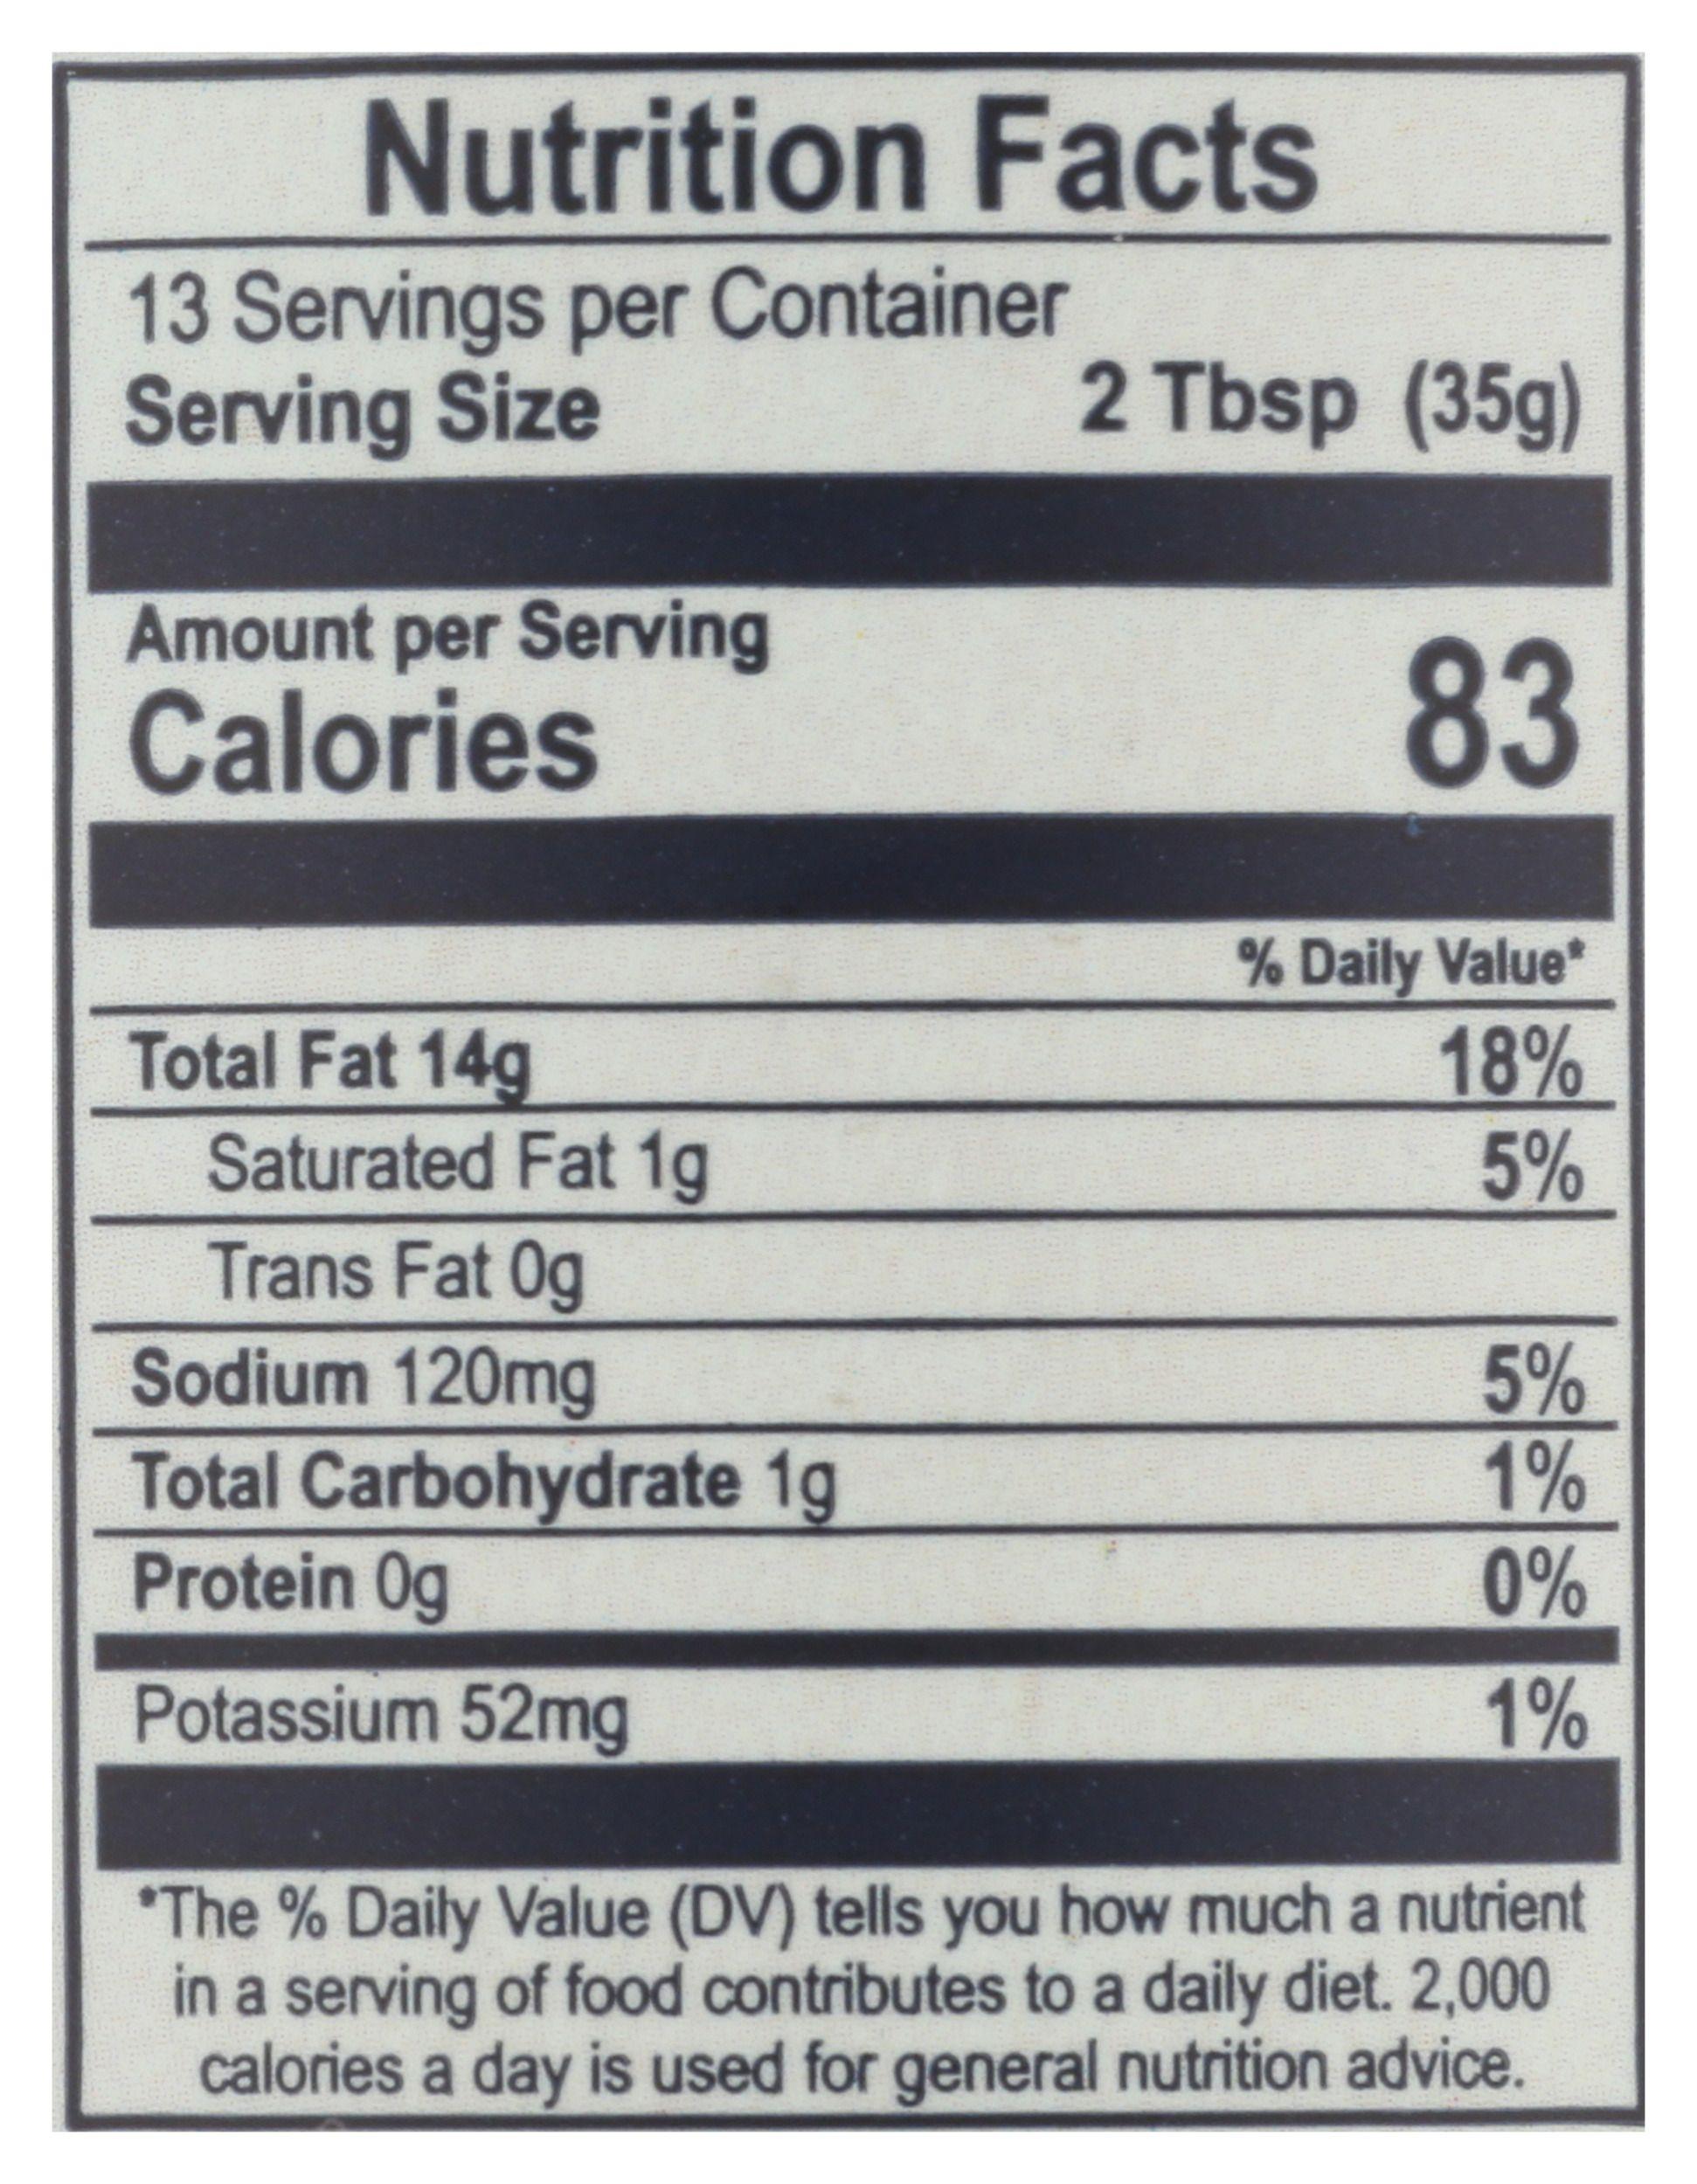 Nutrition Facts
13 Servings per Container
Serving Size 2 Tbsp (35g)
Amount per Serving
Calories 83
% Daily Value*
Total Fat 14g 18%
Saturated Fat 1g 5%
Trans Fat 0g
Sodium 120mg 5%
Total Carbohydrate 1g 1%
Protein 0g 0%
Potassium 52mg 1%
*The % Daily Value (DV) tells you how much a nutrient
in a serving of food contributes to a daily diet. 2,000
calories a day is used for general nutrition advice.